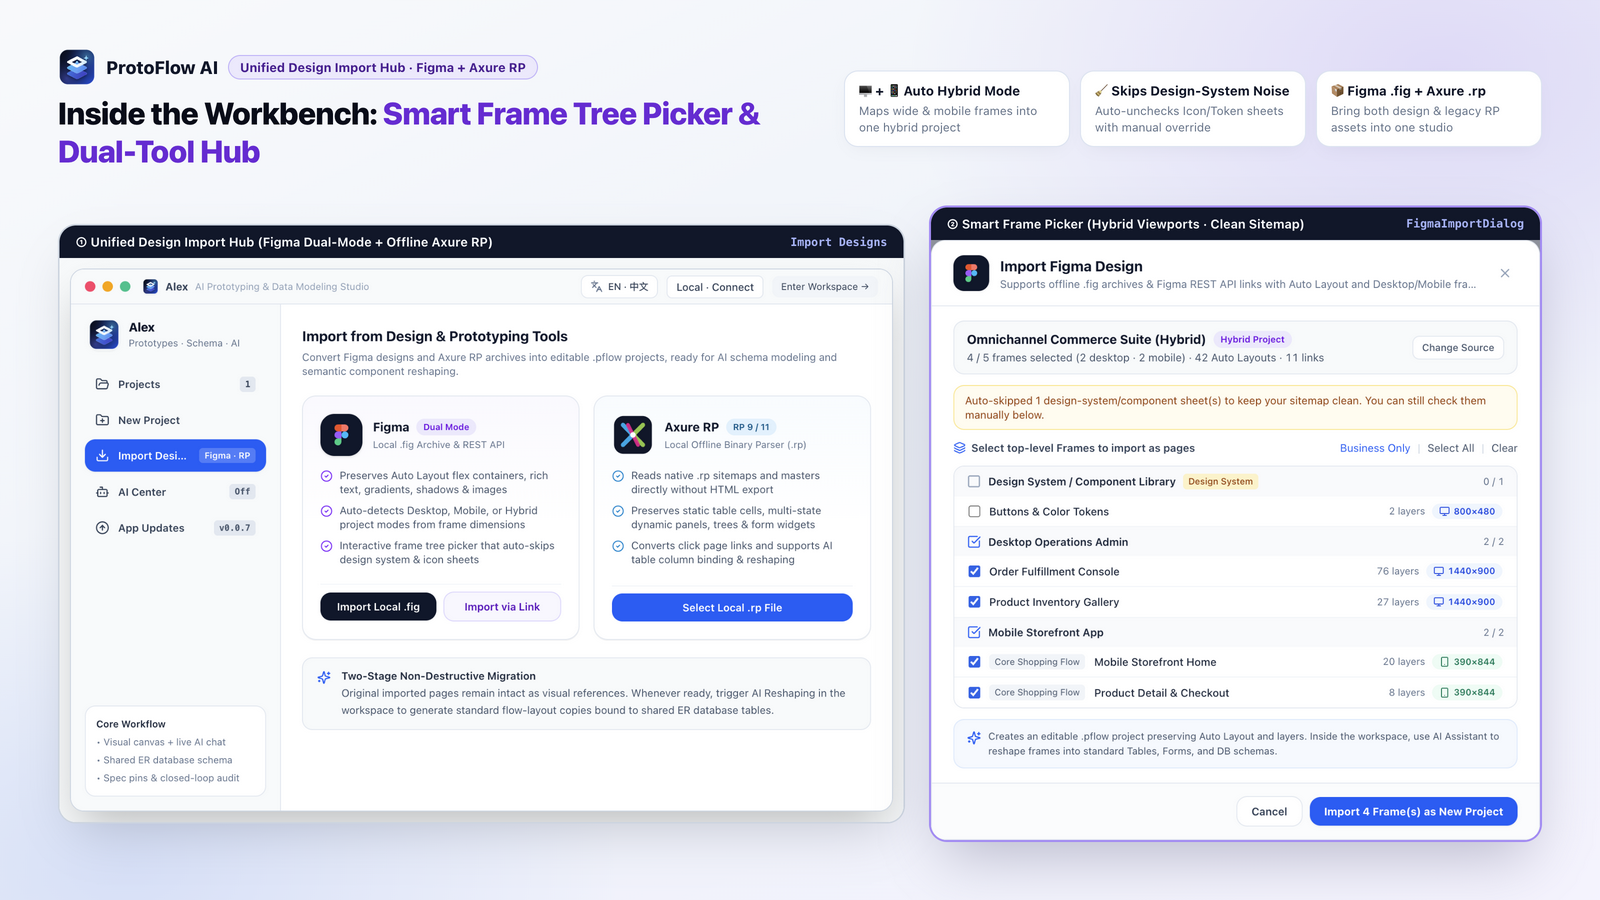 ProtoFlow AI
Unified Design Import Hub · Figma + Axure RP
Inside the Workbench: Smart Frame Tree Picker &
Dual-Tool Hub
🖥️ + 📱 Auto Hybrid Mode
Maps wide & mobile frames into
one hybrid project
🧹 Skips Design-System Noise
Auto-unchecks Icon/Token sheets
with manual override
📦 Figma .fig + Axure .rp
Bring both design & legacy RP
assets into one studio
① Unified Design Import Hub (Figma Dual-Mode + Offline Axure RP)
Import Designs
Alex AI Prototyping & Data Modeling Studio
EN · 中文
Local · Connect
Enter Workspace →
Alex
Prototypes · Schema · AI
Projects 1
New Project
Import Desi... Figma · RP
AI Center Off
App Updates v0.0.7
Core Workflow
• Visual canvas + live AI chat
• Shared ER database schema
• Spec pins & closed-loop audit
Import from Design & Prototyping Tools
Convert Figma designs and Axure RP archives into editable .pflow projects, ready for AI schema modeling and
semantic component reshaping.
Figma Dual Mode
Local .fig Archive & REST API
Preserves Auto Layout flex containers, rich
text, gradients, shadows & images
Auto-detects Desktop, Mobile, or Hybrid
project modes from frame dimensions
Interactive frame tree picker that auto-skips
design system & icon sheets
Import Local .fig
Import via Link
Axure RP RP 9 / 11
Local Offline Binary Parser (.rp)
Reads native .rp sitemaps and masters
directly without HTML export
Preserves static table cells, multi-state
dynamic panels, trees & form widgets
Converts click page links and supports AI
table column binding & reshaping
Select Local .rp File
Two-Stage Non-Destructive Migration
Original imported pages remain intact as visual references. Whenever ready, trigger AI Reshaping in the
workspace to generate standard flow-layout copies bound to shared ER database tables.
② Smart Frame Picker (Hybrid Viewports · Clean Sitemap)
FigmaImportDialog
Import Figma Design
Supports offline .fig archives & Figma REST API links with Auto Layout and Desktop/Mobile fra...
Omnichannel Commerce Suite (Hybrid) Hybrid Project
4 / 5 frames selected (2 desktop · 2 mobile) · 42 Auto Layouts · 11 links
Change Source
Auto-skipped 1 design-system/component sheet(s) to keep your sitemap clean. You can still check them
manually below.
Select top-level Frames to import as pages
Business Only | Select All | Clear
Design System / Component Library Design System 0 / 1
Buttons & Color Tokens 2 layers 800×480
Desktop Operations Admin 2 / 2
Order Fulfillment Console 76 layers 1440×900
Product Inventory Gallery 27 layers 1440×900
Mobile Storefront App 2 / 2
Core Shopping Flow Mobile Storefront Home 20 layers 390×844
Core Shopping Flow Product Detail & Checkout 8 layers 390×844
Creates an editable .pflow project preserving Auto Layout and layers. Inside the workspace, use AI Assistant to
reshape frames into standard Tables, Forms, and DB schemas.
Cancel
Import 4 Frame(s) as New Project